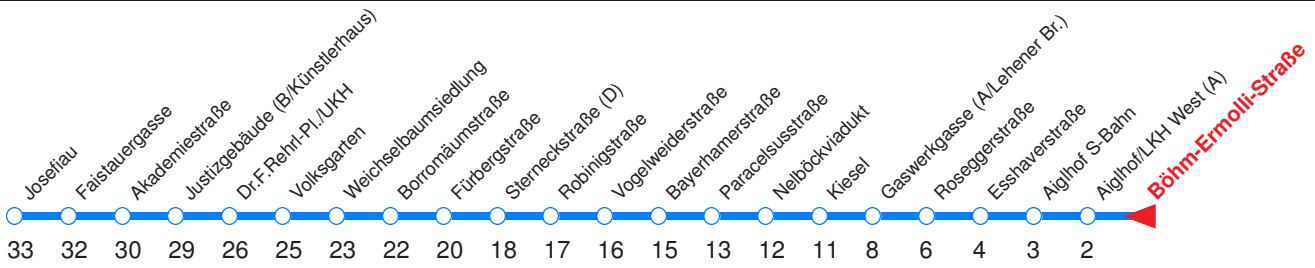 Josefiau
Faistauergasse
Akademiestraße
Justizgebäude (B/Künstlerhaus)
Dr.F.Rehrl-Pl./UKH
Volksgarten
Weichselbaumsiedlung
Borromäumstraße
Fürbergstraße
Sterneckstraße (D)
Robinigstraße
Vogelweiderstraße
Bayerhamerstraße
Paracelsusstraße
Nelböckviadukt
Kiesel
Gaswerkgasse (A/Lehener Br.)
Roseggerstraße
Esshaverstraße
Aiglhof S-Bahn
Aiglhof/LKH West (A)
Böhm-Ermolli-Straße
33 32 30 29 26 25 23 22 20 18 17 16 15 13 12 11 8 6 4 3 2